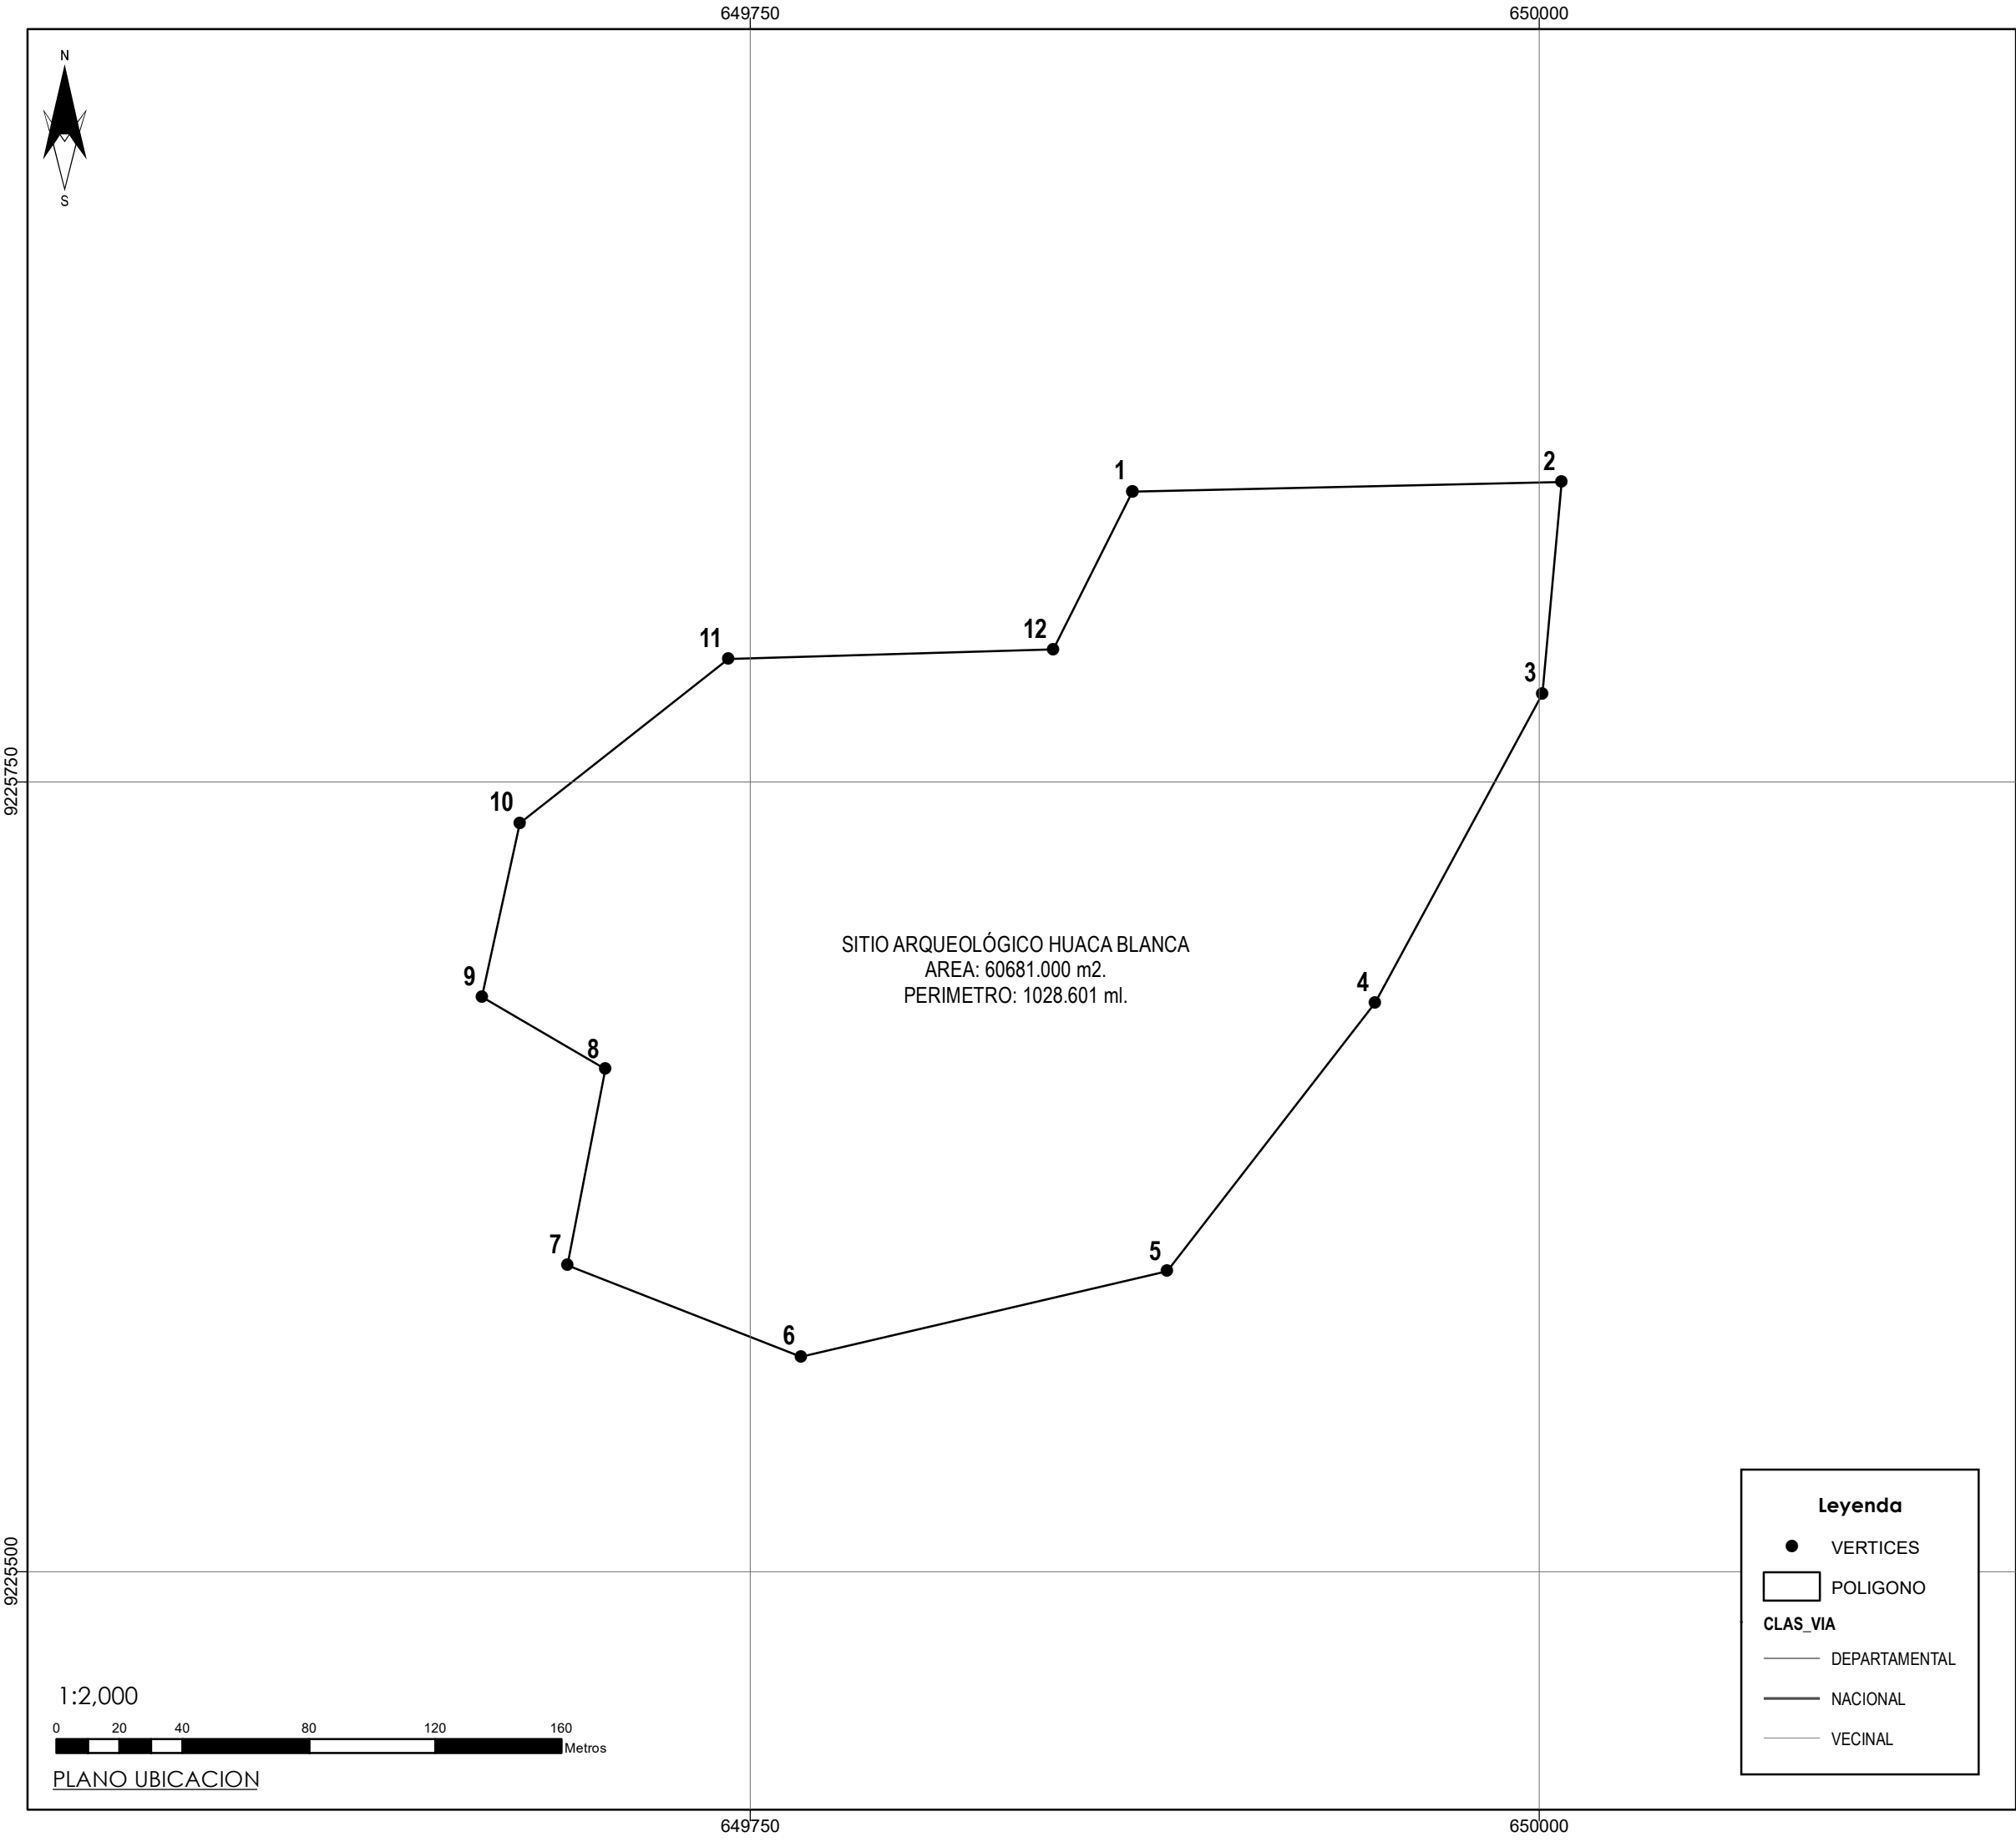 649750 650000
N
S
1
2
12
11
3
9225750
10
SITIO ARQUEOLÓGICO HUACA BLANCA
AREA: 60681.000 m2.
PERIMETRO: 1028.601 ml.
9
4
8
7
5
6
9225500
Leyenda
VERTICES
POLIGONO
CLAS_VIA
DEPARTAMENTAL
NACIONAL
VECINAL
1:2,000
0 20 40 80 120 160
Metros
PLANO UBICACION
649750 650000